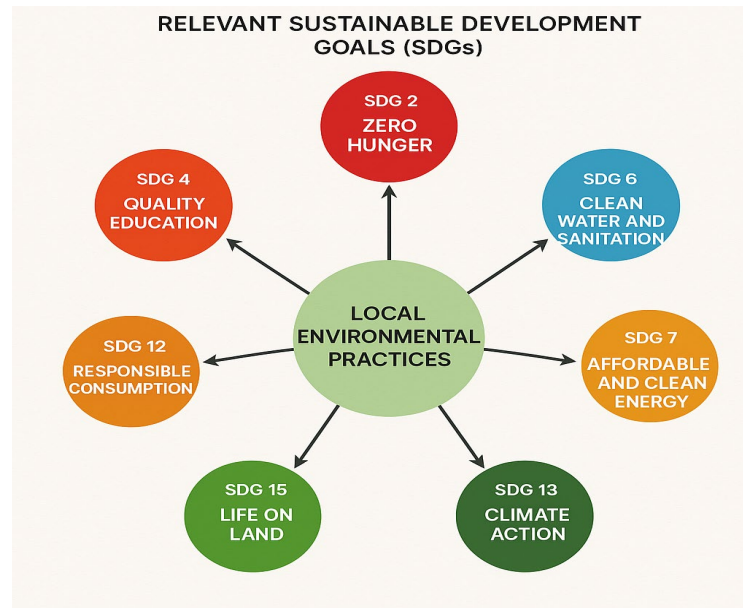 RELEVANT SUSTAINABLE DEVELOPMENT
GOALS (SDGs)
SDG 2
ZERO
HUNGER
SDG 4
QUALITY
EDUCATION
SDG 6
CLEAN
WATER AND
SANITATION
LOCAL
ENVIRONMENTAL
PRACTICES
SDG 12
RESPONSIBLE
CONSUMPTION
SDG 7
AFFORDABLE
AND CLEAN
ENERGY
SDG 15
LIFE ON
LAND
SDG 13
CLIMATE
ACTION